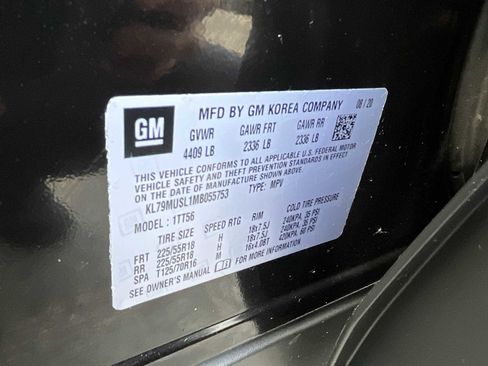 GM
MFD BY GM KOREA COMPANY 08 / 20
GVWR GAWR FRT GAWR RR
4409 LB 2336 LB 2336 LB
THIS VEHICLE CONFORMS TO ALL APPLICABLE U.S. FEDERAL MOTOR
VEHICLE SAFETY AND THEFT PREVENTION STANDARDS IN EFFECT
ON THE DATE OF MANUFACTURE SHOWN ABOVE.
KL79MUSL1MB055753 TYPE: MPV
MODEL: 1TT56
TIRE SIZE SPEED RTG RIM COLD TIRE PRESSURE
FRT 225/55R18 H 18x7.5J 240KPA, 35 PSI
RR 225/55R18 H 18x7.5J 240KPA, 35 PSI
SPA T125/70R16 M 16x4.0BT 420KPA, 60 PSI
SEE OWNER'S MANUAL FOR MORE INFORMATION